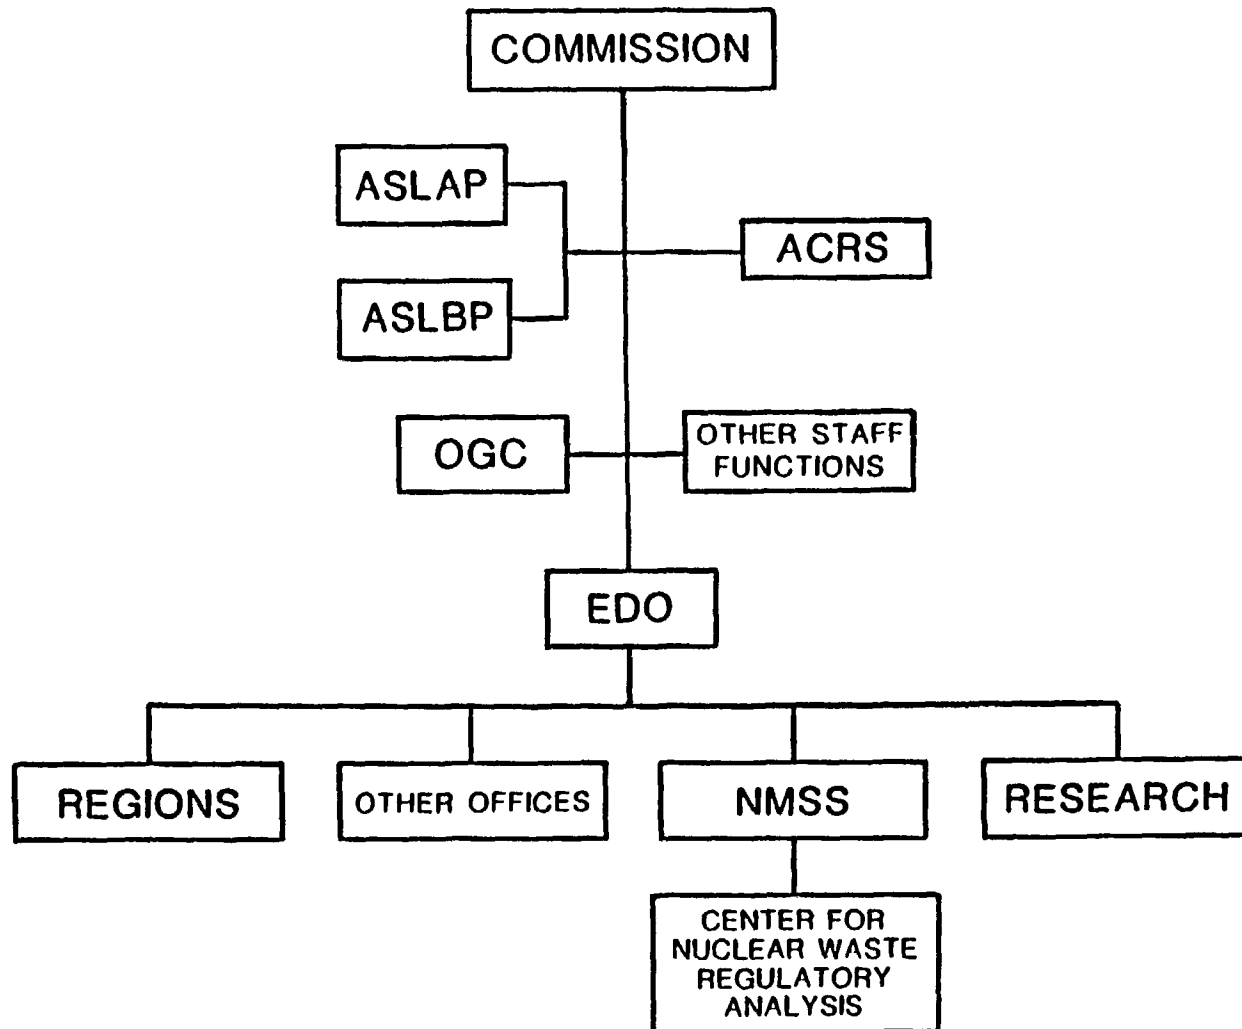 COMMISSION
ASLAP
ACRS
ASLBP
OGC
OTHER STAFF
FUNCTIONS
EDO
REGIONS
OTHER OFFICES
NMSS
RESEARCH
CENTER FOR
NUCLEAR WASTE
REGULATORY
ANALYSIS